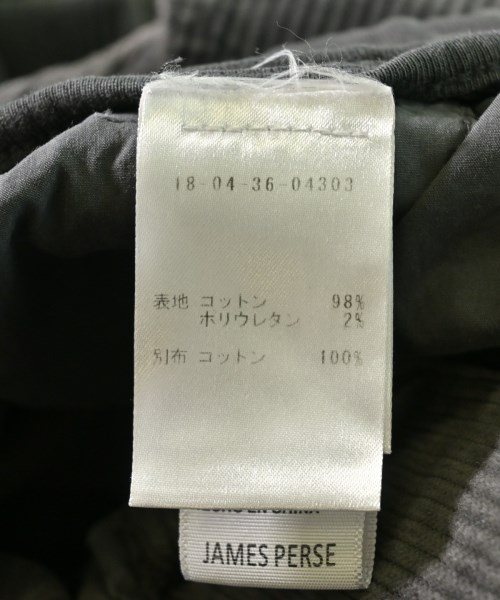 18-04-36-04303
表地 コットン 98%
ポリウレタン 2%
別布 コットン 100%
JAMES PERSE